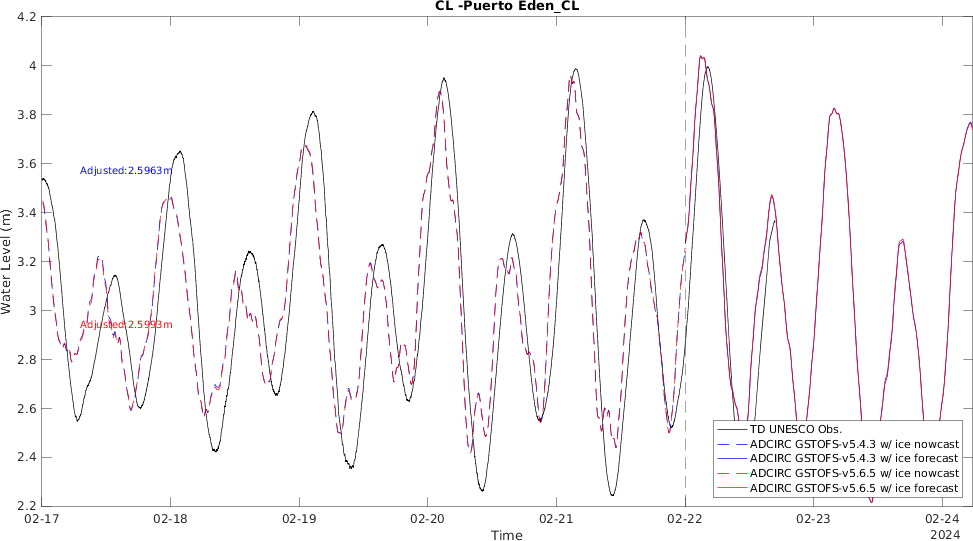 CL -Puerto Eden_CL
4.2
4
3.8
3.6
3.4
3.2
3
2.8
2.6
2.4
2.2
Water Level (m)
Adjusted:2.5963m
Adjusted:2.5993m
TD UNESCO Obs.
ADCIRC GSTOFS-v5.4.3 w/ ice nowcast
ADCIRC GSTOFS-v5.4.3 w/ ice forecast
ADCIRC GSTOFS-v5.6.5 w/ ice nowcast
ADCIRC GSTOFS-v5.6.5 w/ ice forecast
02-17 02-18 02-19 02-20 02-21 02-22 02-23 02-24
Time
2024